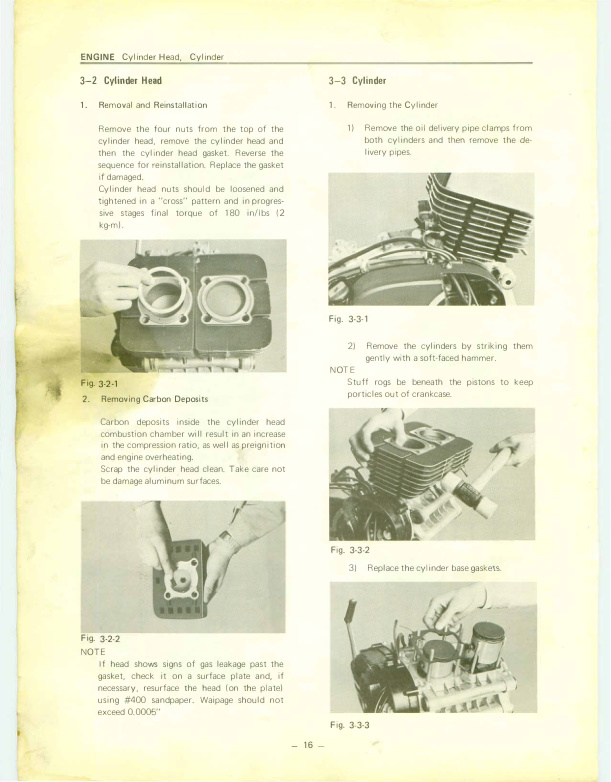 ENGINE Cylinder Head, Cylinder
3-2 Cylinder Head
1. Removal and Reinstallation
Remove the four nuts from the top of the
cylinder head, remove the cylinder head and
then the cylinder head gasket. Reverse the
sequence for reinstallation. Replace the gasket
if damaged.
Cylinder head nuts should be loosened and
tightened in a "cross" pattern and in progres-
sive stages final torque of 180 in/lbs (2
kg-m).
Fig. 3-2-1
2. Removing Carbon Deposits
Carbon deposits inside the cylinder head
combustion chamber will result in an increase
in the compression ratio, as well as preignition
and engine overheating.
Scrap the cylinder head clean. Take care not
be damage aluminum surfaces.
Fig. 3-2-2
NOTE
If head shows signs of gas leakage past the
gasket, check it on a surface plate and, if
necessary, resurface the head (on the plate)
using #400 sandpaper. Waipage should not
exceed 0.0005"
3-3 Cylinder
1. Removing the Cylinder
1) Remove the oil delivery pipe clamps from
both cylinders and then remove the de-
livery pipes.
Fig. 3-3-1
2) Remove the cylinders by striking them
gently with a soft-faced hammer.
NOTE
Stuff rogs be beneath the pistons to keep
porticles out of crankcase.
Fig. 3-3-2
3) Replace the cylinder base gaskets.
Fig. 3-3-3
- 16 -